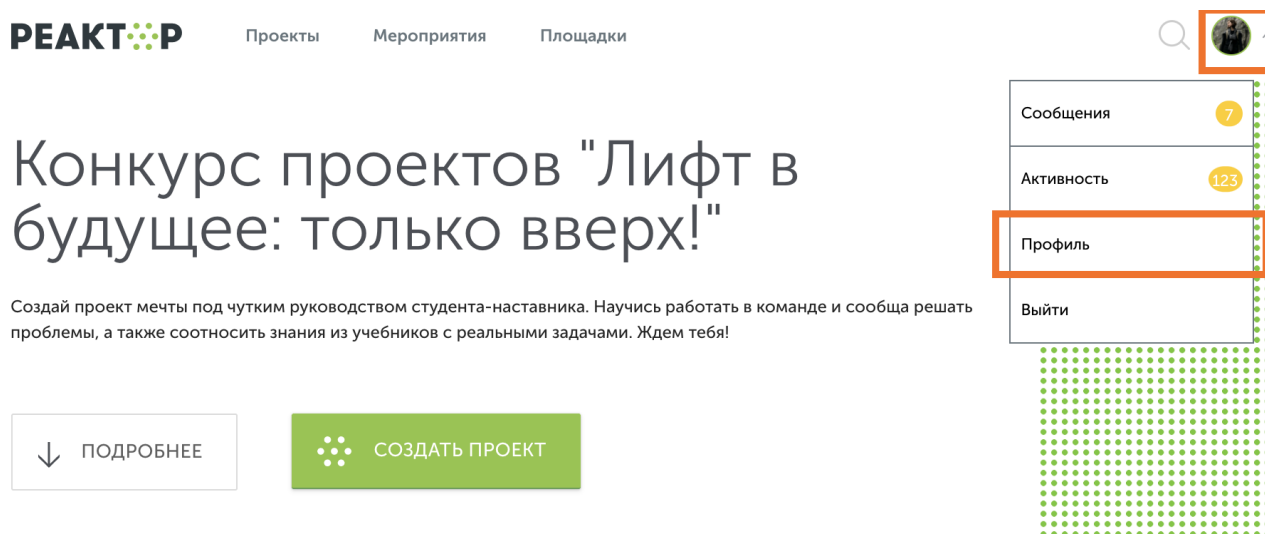 РЕАКТОР
Проекты
Мероприятия
Площадки
Сообщения
7
Активность
123
Профиль
Выйти
Конкурс проектов "Лифт в
будущее: только вверх!"
Создай проект мечты под чутким руководством студента-наставника. Научись работать в команде и сообща решать
проблемы, а также соотносить знания из учебников с реальными задачами. Ждем тебя!
ПОДРОБНЕЕ
СОЗДАТЬ ПРОЕКТ